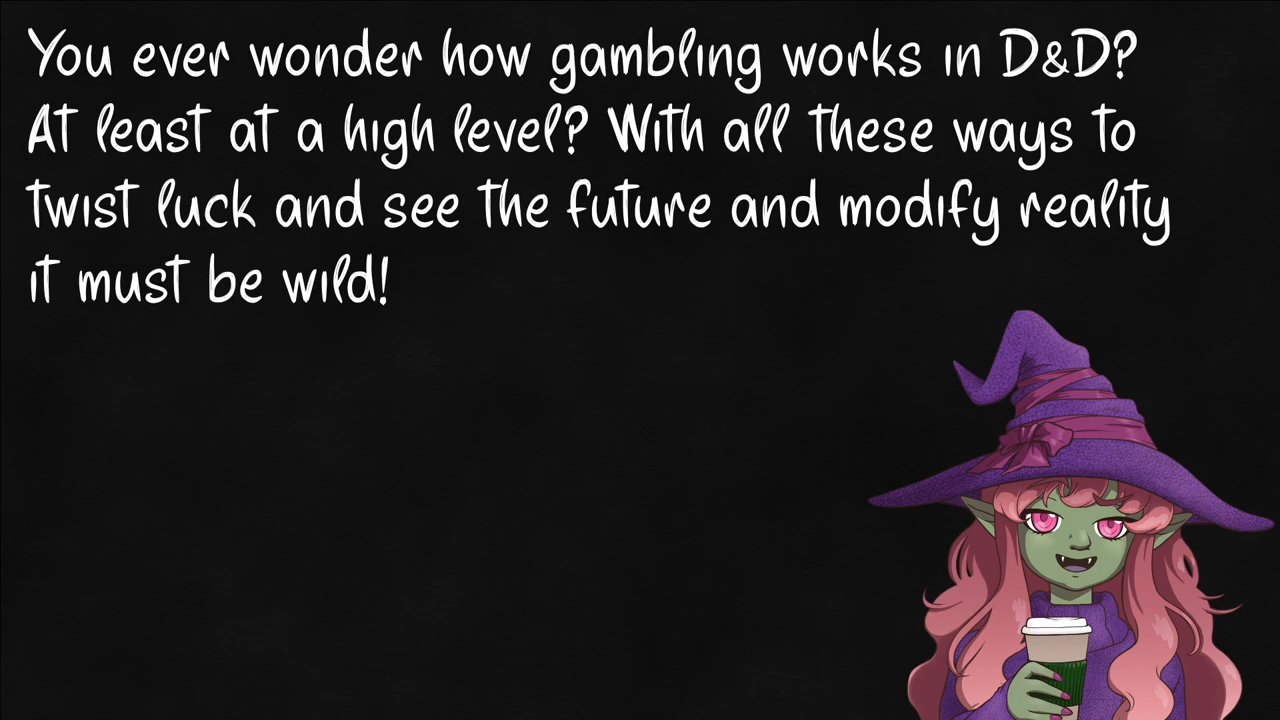 You ever wonder how gambling works in D&D?
At least at a high level? With all these ways to
twist luck and see the future and modify reality
it must be wild!